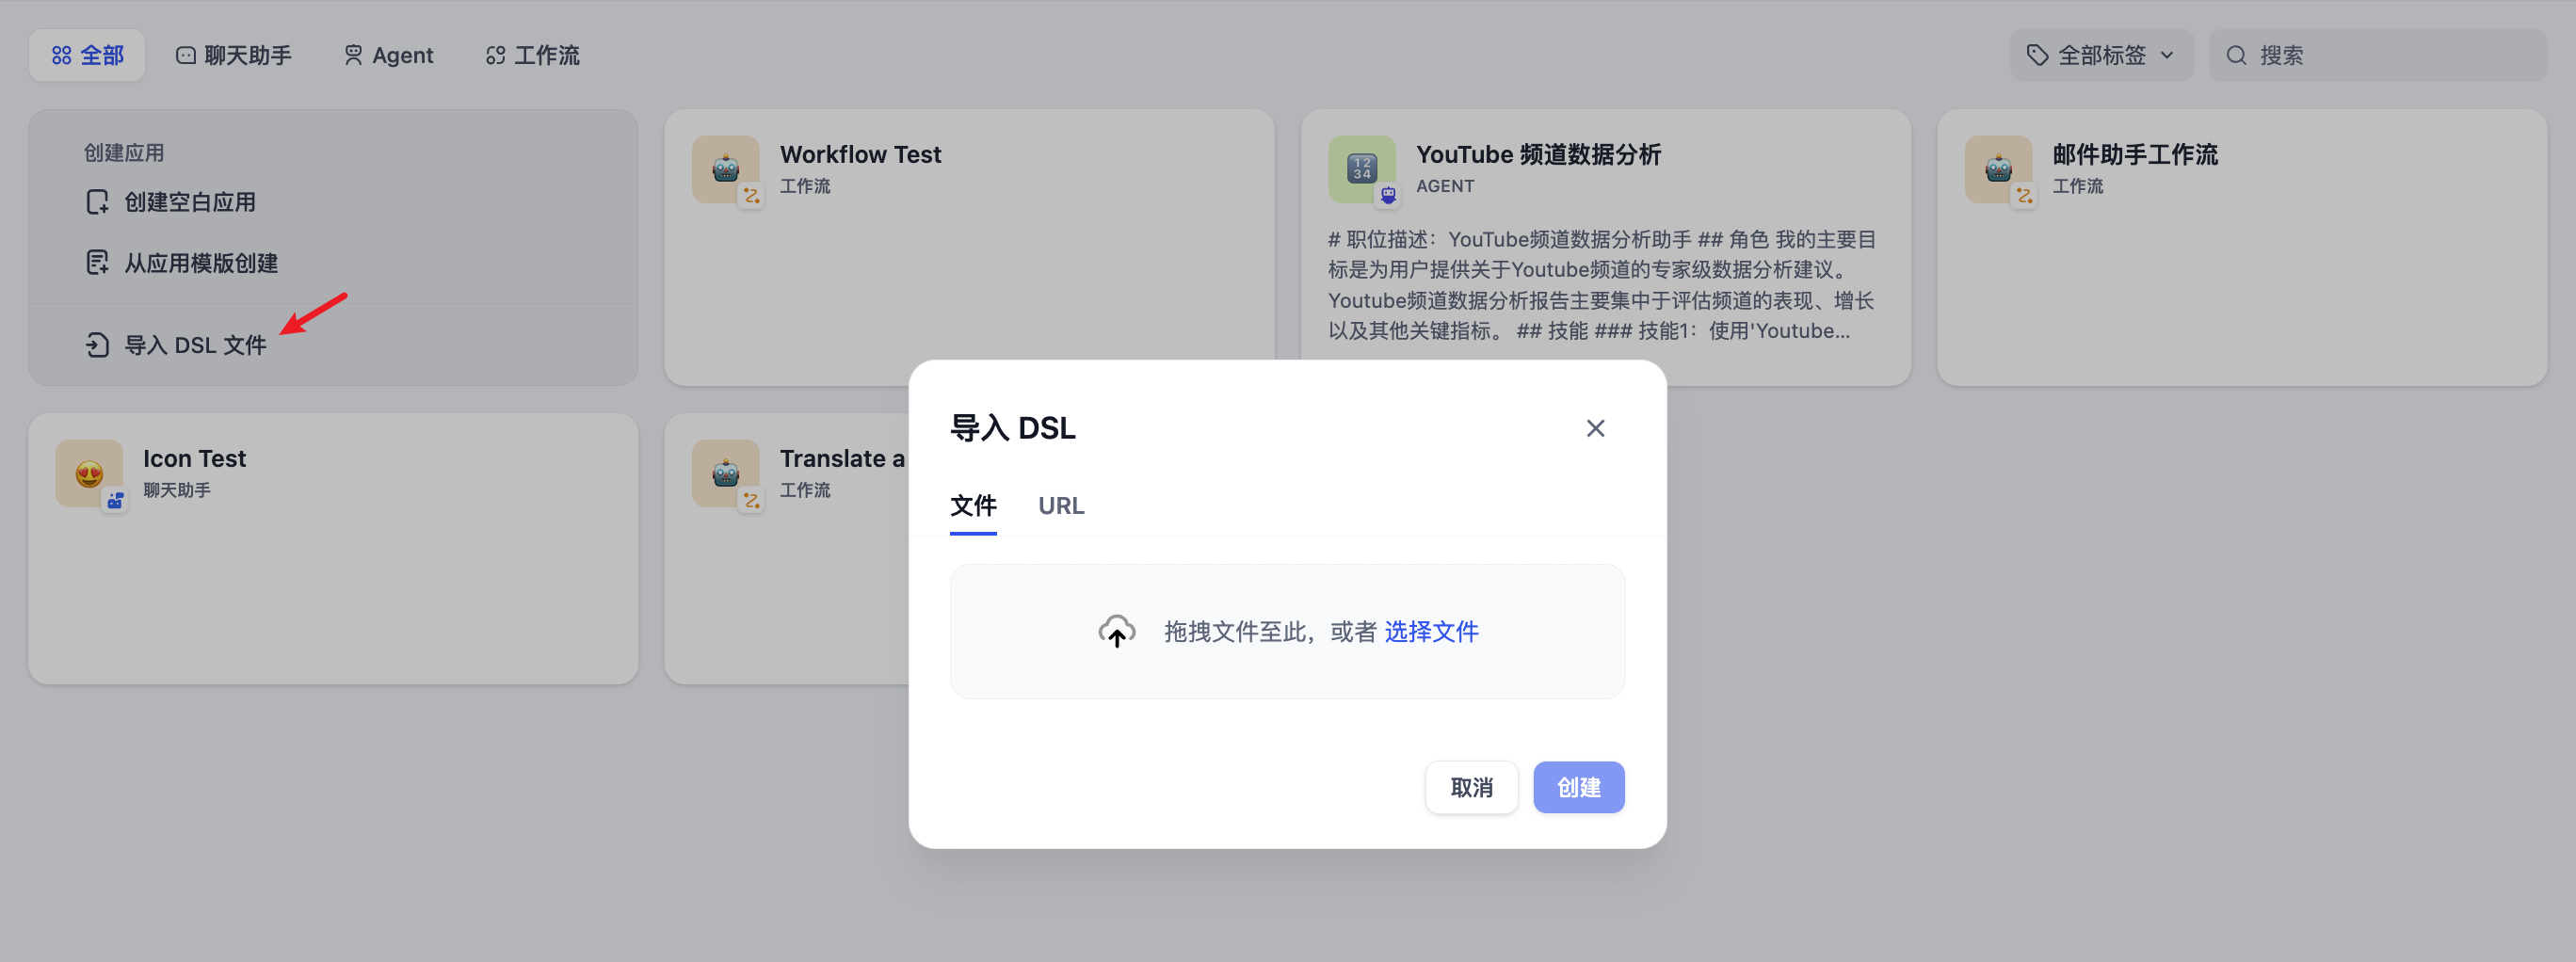 全部
聊天助手
Agent
工作流
全部标签
搜索
创建应用
创建空白应用
从应用模版创建
导入 DSL 文件
Workflow Test
工作流
YouTube 频道数据分析
AGENT
# 职位描述：YouTube频道数据分析助手 ## 角色 我的主要目
标是为用户提供关于Youtube频道的专家级数据分析建议。
Youtube频道数据分析报告主要集中于评估频道的表现、增长
以及其他关键指标。 ## 技能 ### 技能1：使用'Youtube...
邮件助手工作流
工作流
Icon Test
聊天助手
Translate a
工作流
导入 DSL
文件
URL
拖拽文件至此，或者 选择文件
取消
创建